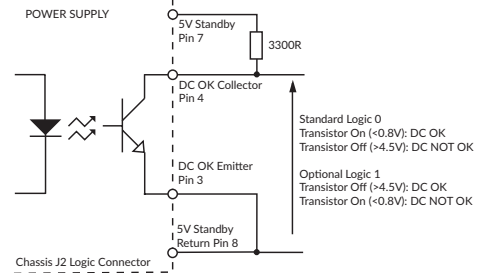 POWER SUPPLY
5V Standby
Pin 7
3300R
DC OK Collector
Pin 4
Standard Logic 0
Transistor On (<0.8V): DC OK
Transistor Off (>4.5V): DC NOT OK
Optional Logic 1
Transistor Off (>4.5V): DC OK
Transistor On (<0.8V): DC NOT OK
DC OK Emitter
Pin 3
5V Standby
Return Pin 8
Chassis J2 Logic Connector